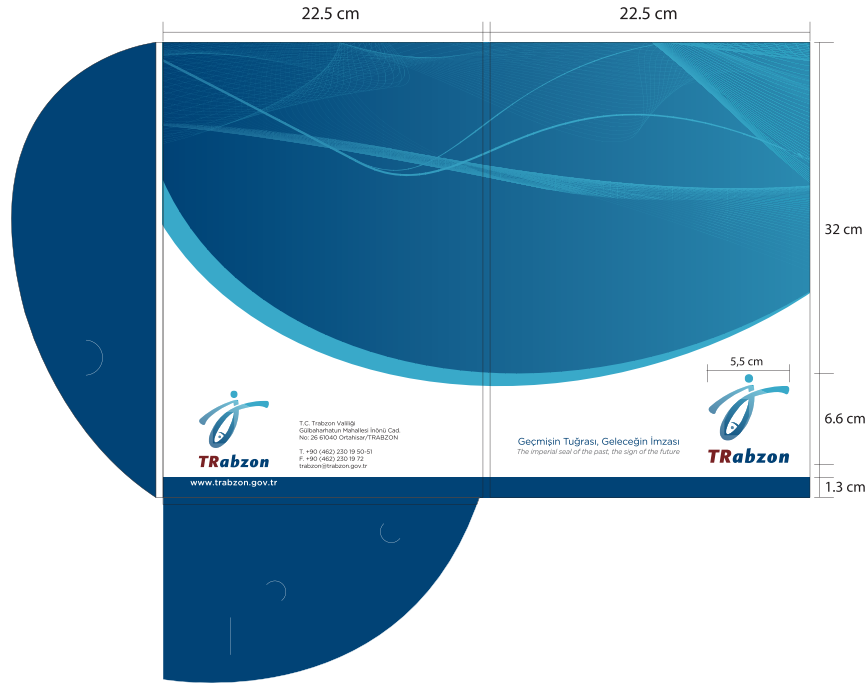 22.5 cm
22.5 cm
32 cm
5,5 cm
6.6 cm
1.3 cm
TRabzon
T.C. Trabzon Valiliği
Gülbaharhatun Mahallesi İnönü Cad.
No: 26 61040 Ortahisar/TRABZON
T. +90 (462) 230 19 50-51
F. +90 (462) 230 19 72
trabzon@trabzon.gov.tr
Geçmişin Tuğrası, Geleceğin İmzası
The imperial seal of the past, the sign of the future
TRabzon
www.trabzon.gov.tr